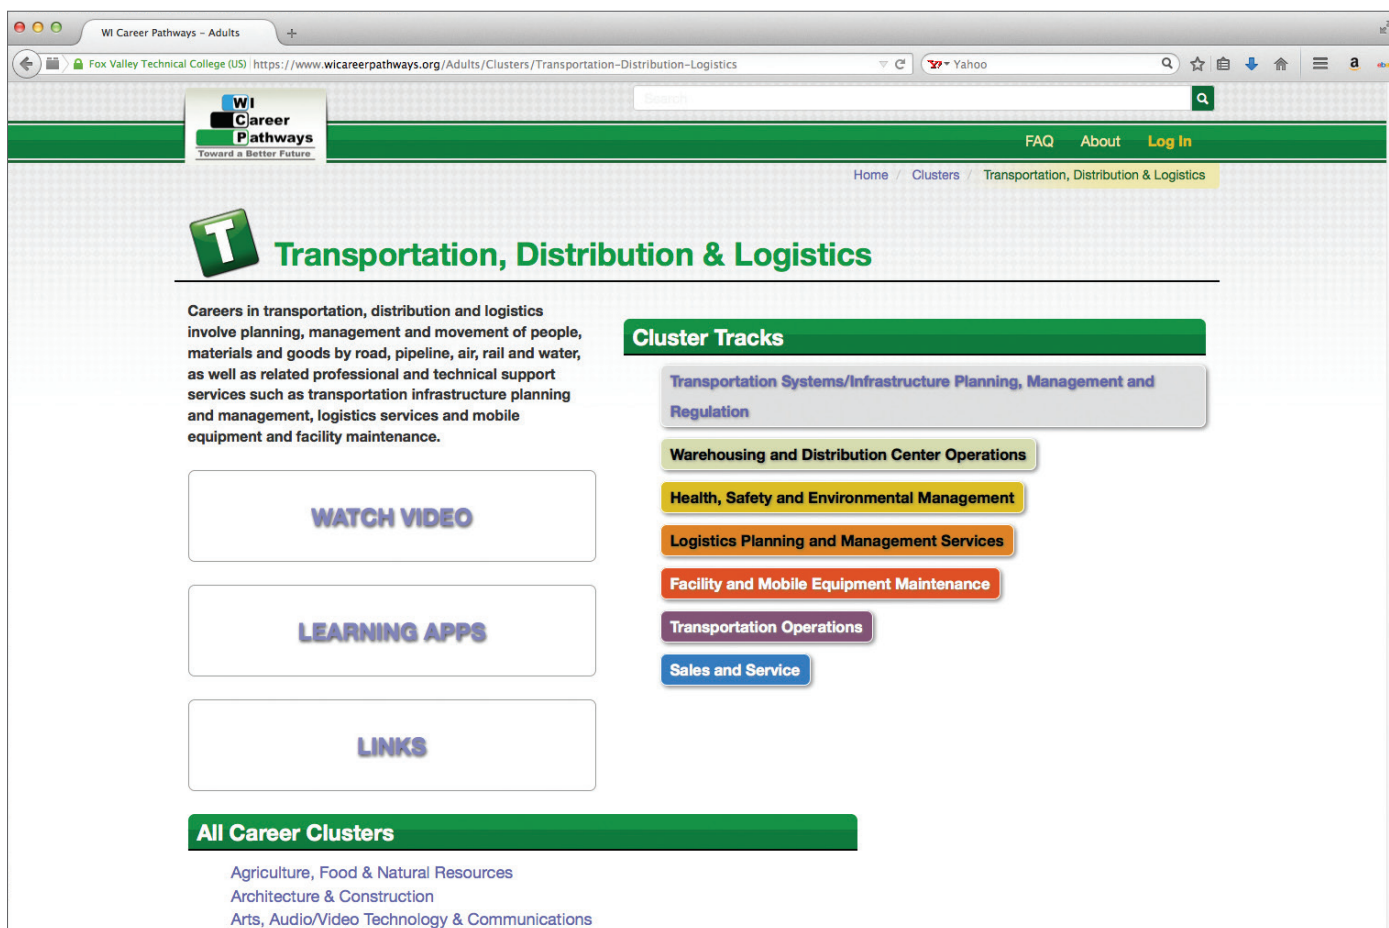 WI Career Pathways – Adults
Fox Valley Technical College (US) https://www.wicareerpathways.org/Adults/Clusters/Transportation-Distribution-Logistics
Yahoo
a
Search
WI
Career
Pathways
Toward a Better Future
FAQ About Log In
Home / Clusters / Transportation, Distribution & Logistics
T
Transportation, Distribution & Logistics
Careers in transportation, distribution and logistics
involve planning, management and movement of people,
materials and goods by road, pipeline, air, rail and water,
as well as related professional and technical support
services such as transportation infrastructure planning
and management, logistics services and mobile
equipment and facility maintenance.
WATCH VIDEO
LEARNING APPS
LINKS
Cluster Tracks
Transportation Systems/Infrastructure Planning, Management and
Regulation
Warehousing and Distribution Center Operations
Health, Safety and Environmental Management
Logistics Planning and Management Services
Facility and Mobile Equipment Maintenance
Transportation Operations
Sales and Service
All Career Clusters
Agriculture, Food & Natural Resources
Architecture & Construction
Arts, Audio/Video Technology & Communications